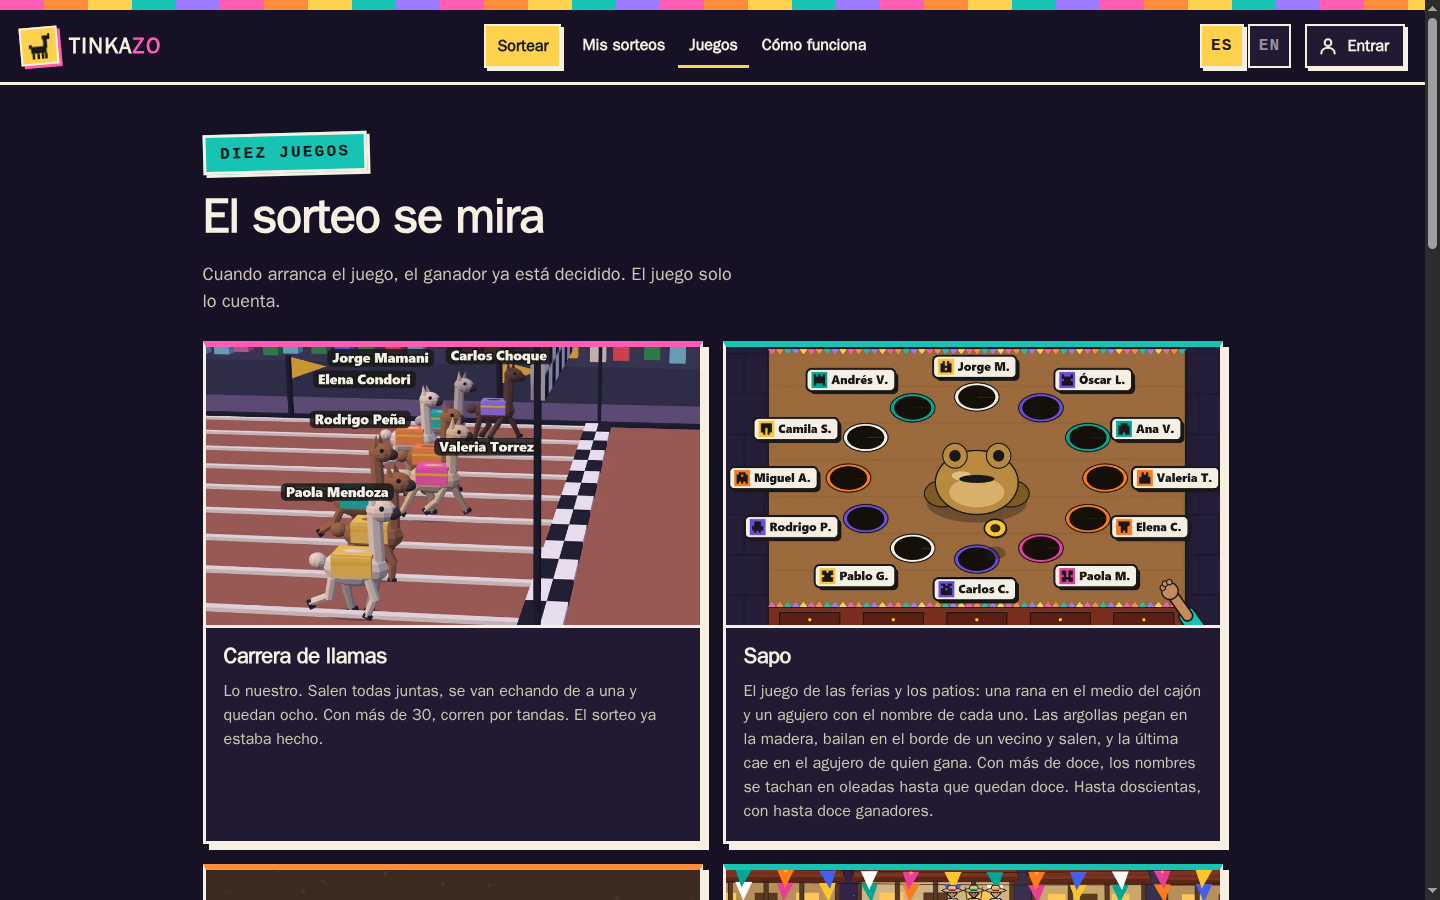 TINKAZO
Sortear
Mis sorteos
Juegos
Cómo funciona
ES
EN
Entrar
DIEZ JUEGOS
El sorteo se mira
Cuando arranca el juego, el ganador ya está decidido. El juego solo
lo cuenta.
Jorge Mamani
Carlos Choque
Elena Condori
Rodrigo Peña
Valeria Torrez
Paola Mendoza
Jorge M.
Andrés V.
Óscar L.
Camila S.
Ana V.
Miguel A.
Valeria T.
Rodrigo P.
Elena C.
Pablo G.
Paola M.
Carlos C.
Carrera de llamas
Lo nuestro. Salen todas juntas, se van echando de a una y
quedan ocho. Con más de 30, corren por tandas. El sorteo ya
estaba hecho.
Sapo
El juego de las ferias y los patios: una rana en el medio del cajón
y un agujero con el nombre de cada uno. Las argollas pegan en
la madera, bailan en el borde de un vecino y salen, y la última
cae en el agujero de quien gana. Con más de doce, los nombres
se tachan en oleadas hasta que quedan doce. Hasta doscientas,
con hasta doce ganadores.